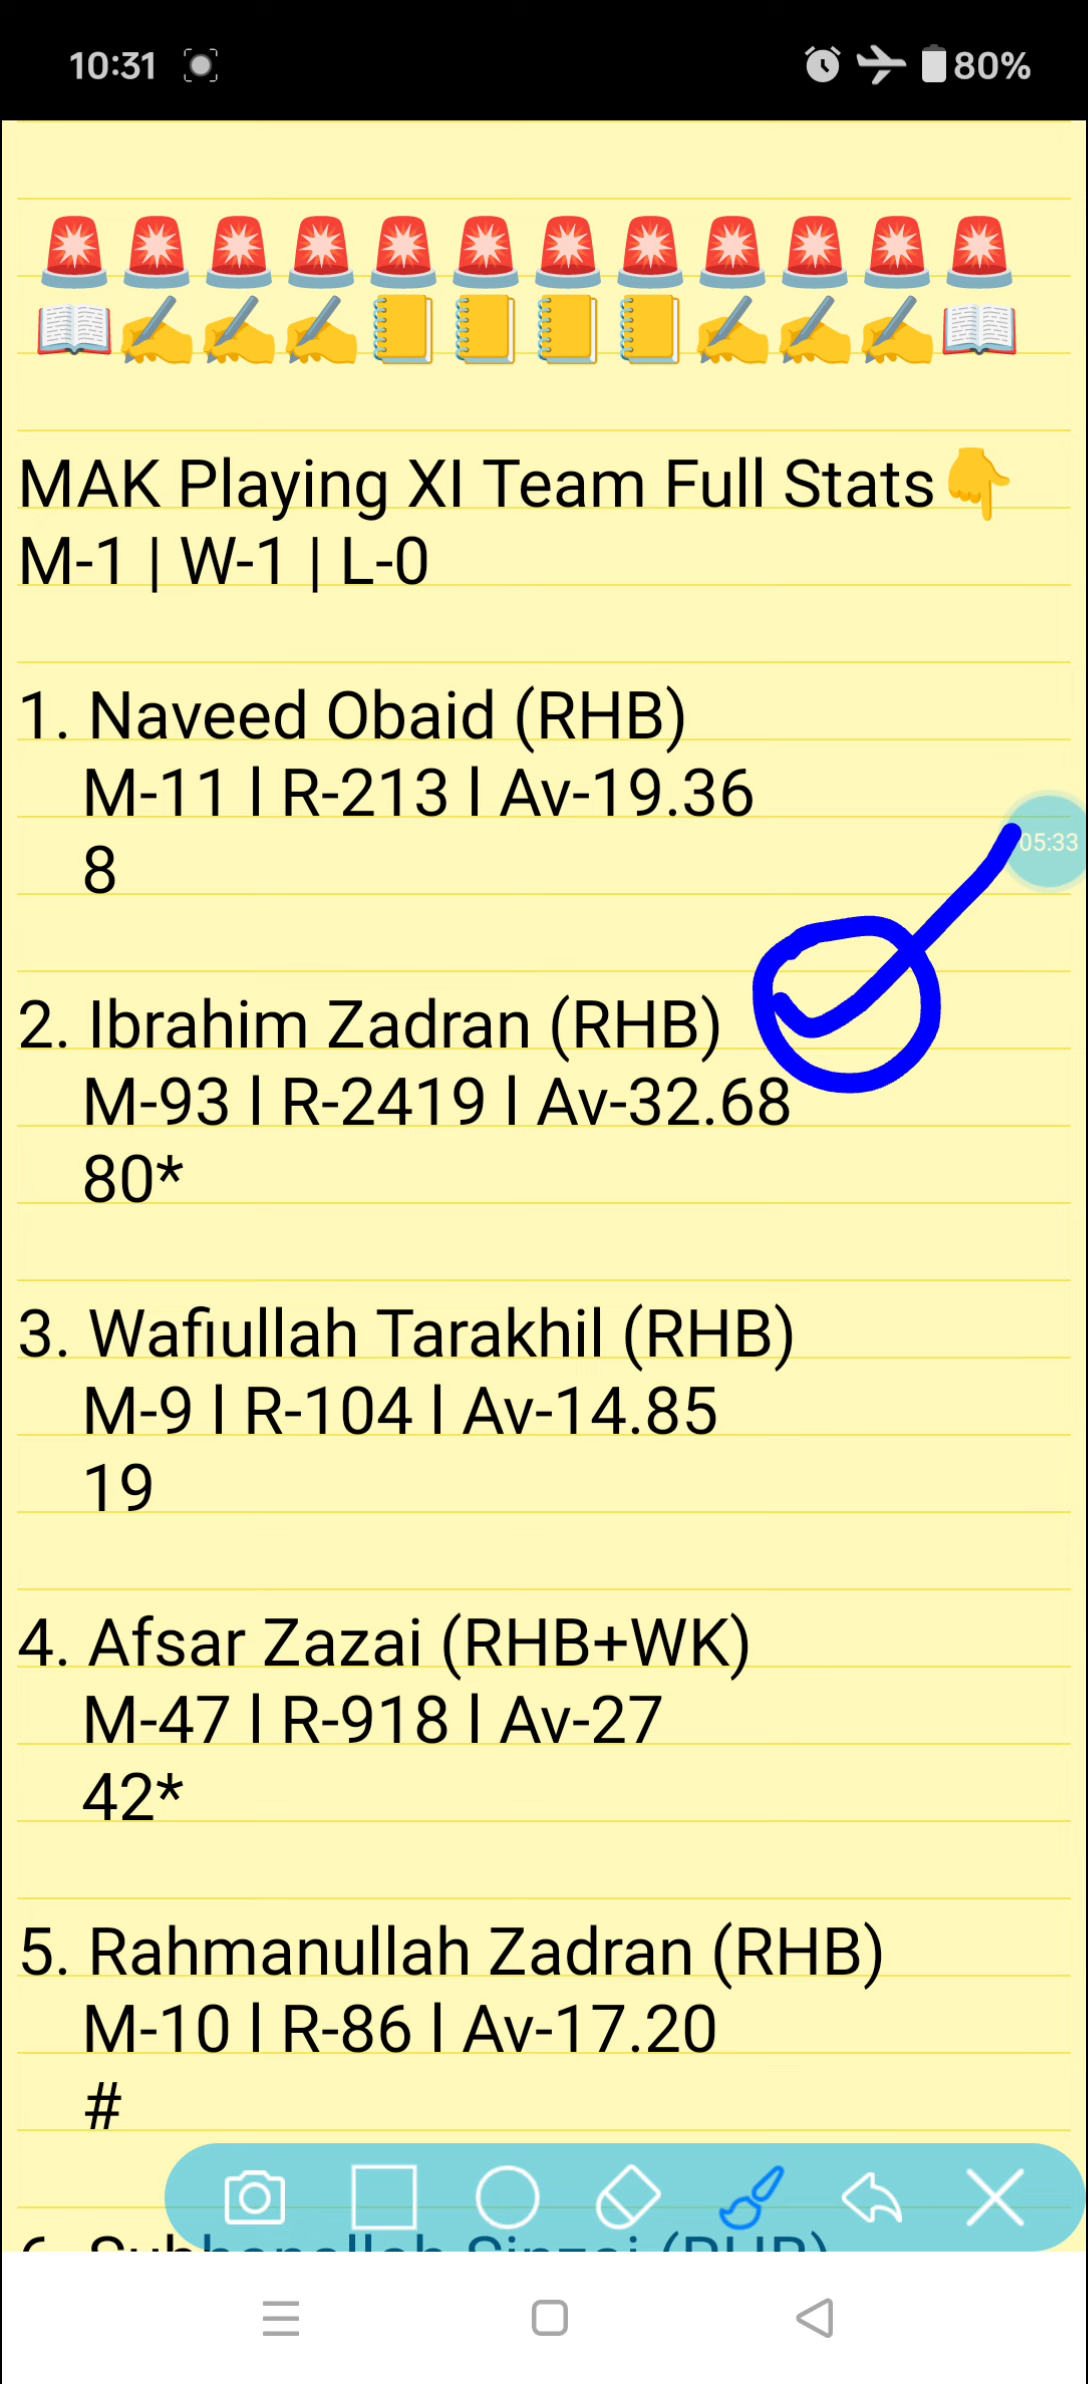 10:31 80%
MAK Playing XI Team Full Stats👇
M-1 | W-1 | L-0
1. Naveed Obaid (RHB)
M-11 l R-213 l Av-19.36
05:33
8
2. Ibrahim Zadran (RHB)
M-93 l R-2419 l Av-32.68
80*
3. Wafiullah Tarakhil (RHB)
M-9 l R-104 l Av-14.85
19
4. Afsar Zazai (RHB+WK)
M-47 l R-918 l Av-27
42*
5. Rahmanullah Zadran (RHB)
M-10 l R-86 l Av-17.20
#